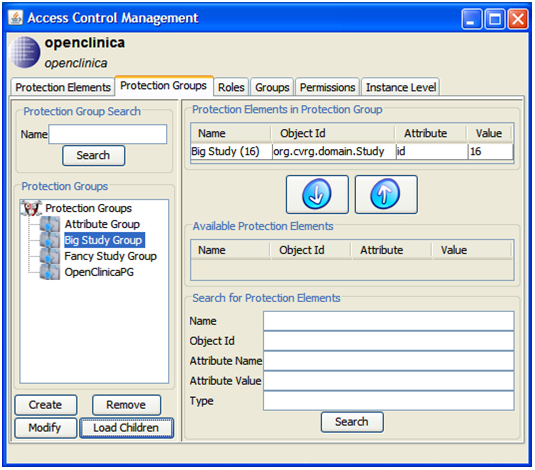 Access Control Management
openclinica
openclinica
Protection Elements Protection Groups Roles Groups Permissions Instance Level
Protection Group Search
Name
Search
Protection Groups
Protection Groups
Attribute Group
Big Study Group
Fancy Study Group
OpenClinicaPG
Create Remove
Modify Load Children
Protection Elements in Protection Group
Name Object Id Attribute Value
Big Study (16) org.cvrg.domain.Study id 16
Available Protection Elements
Name Object Id Attribute Value
Search for Protection Elements
Name
Object Id
Attribute Name
Attribute Value
Type
Search